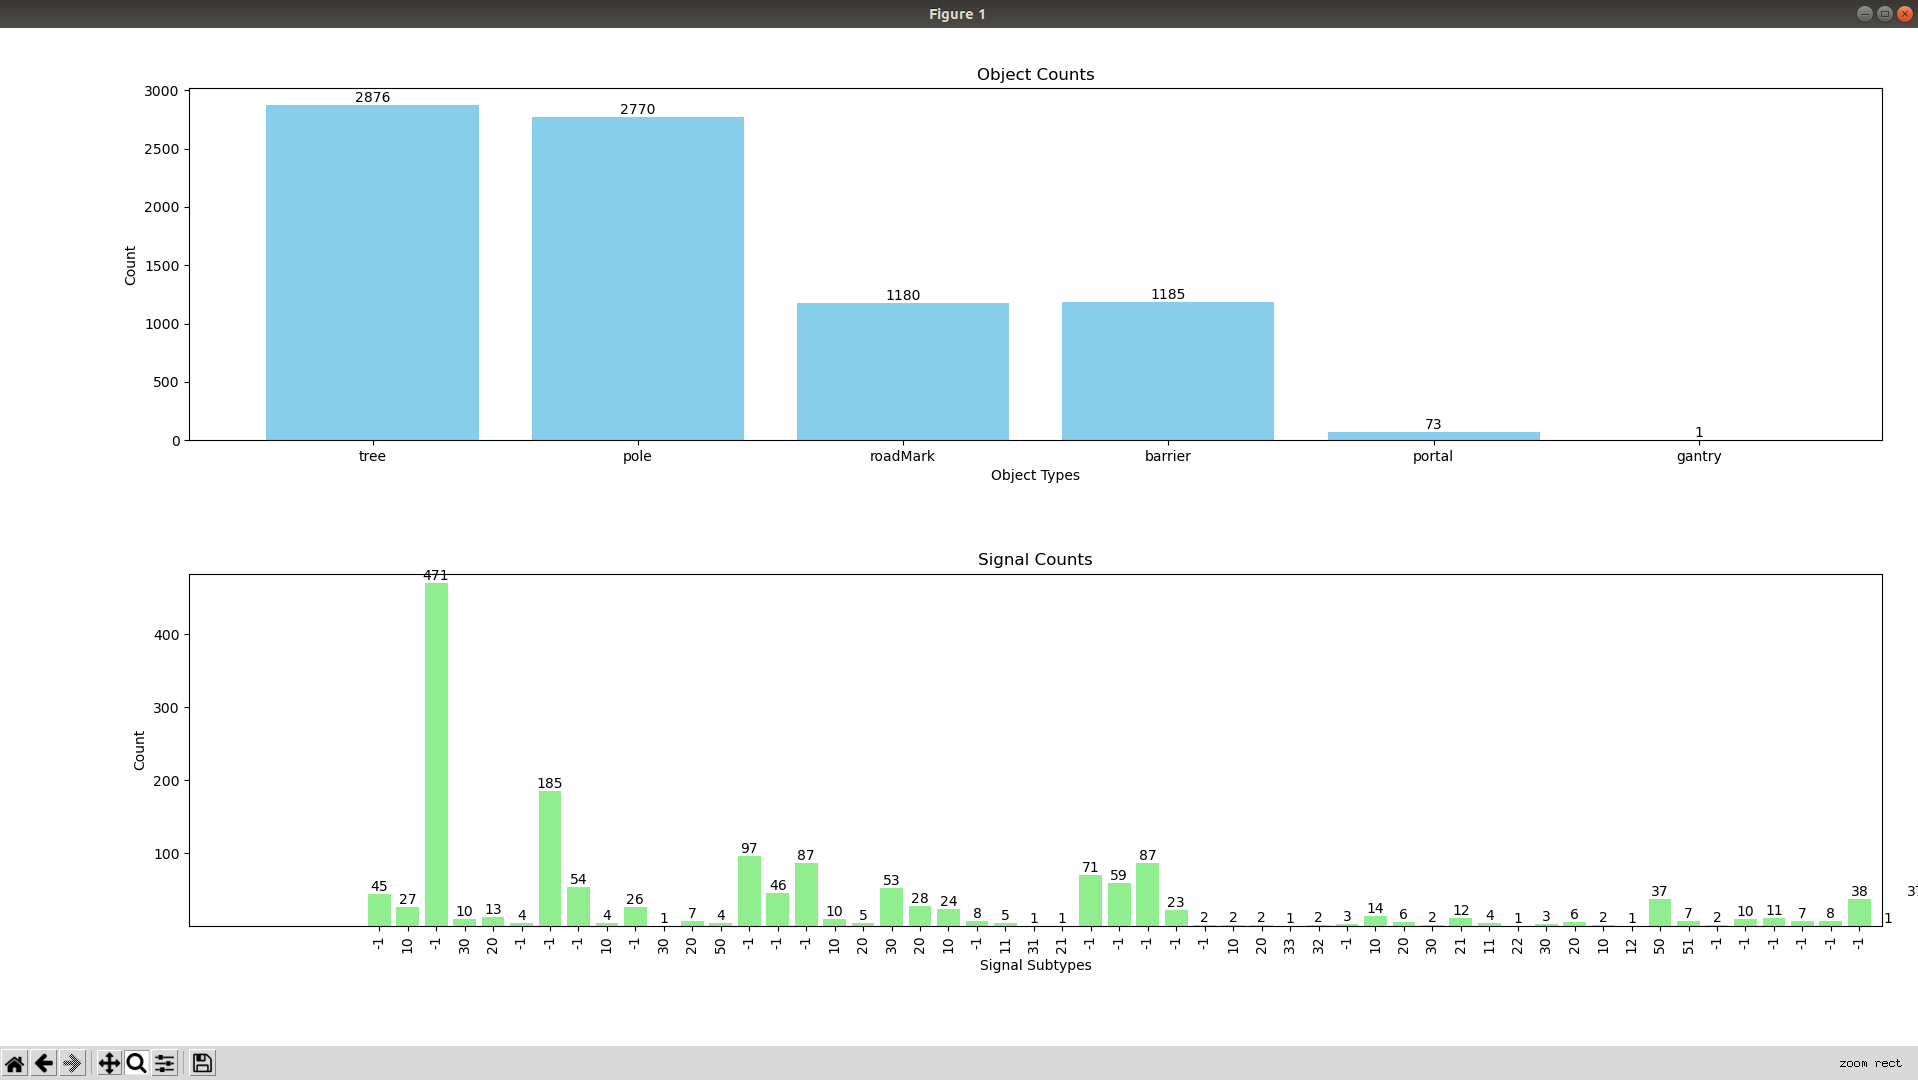 Figure 1
Object Counts
3000
2500
2000
1500
1000
500
0
Count
2876
2770
1180
1185
73
1
tree pole roadMark barrier portal gantry
Object Types
Signal Counts
400
300
200
100
Count
45 27 471 10 13 4 185 54 4 26 1 7 4 97 46 87 10 5 53 28 24 8 5 1 1 71 59 87 23 2 2 2 1 2 3 14 6 2 12 4 1 3 6 2 1 37 7 2 10 11 7 8 38 1 37
-1 10 -1 30 20 -1 -1 -1 10 -1 30 20 50 -1 -1 -1 10 20 30 20 10 -1 11 31 21 -1 -1 -1 -1 -1 10 20 33 32 -1 10 20 30 21 11 22 30 20 10 12 50 51 -1 -1 -1 -1 -1 -1
Signal Subtypes
zoom rect